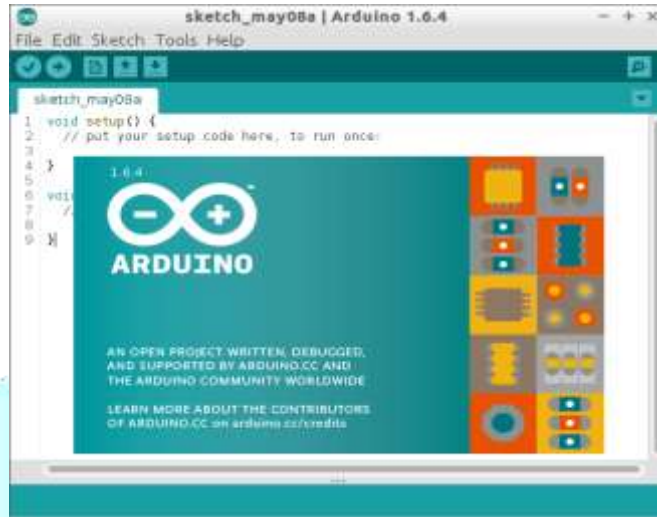 sketch_may08a | Arduino 1.6.4
File Edit Sketch Tools Help
sketch_may08a
1 void setup() {
2 // put your setup code here, to run once:
3
4 }
5
6 voi
7 //
8
9 }
1.6.4
ARDUINO
AN OPEN PROJECT WRITTEN, DEBUGGED,
AND SUPPORTED BY ARDUINO.CC AND
THE ARDUINO COMMUNITY WORLDWIDE
LEARN MORE ABOUT THE CONTRIBUTORS
OF ARDUINO.CC on arduino.cc/credits